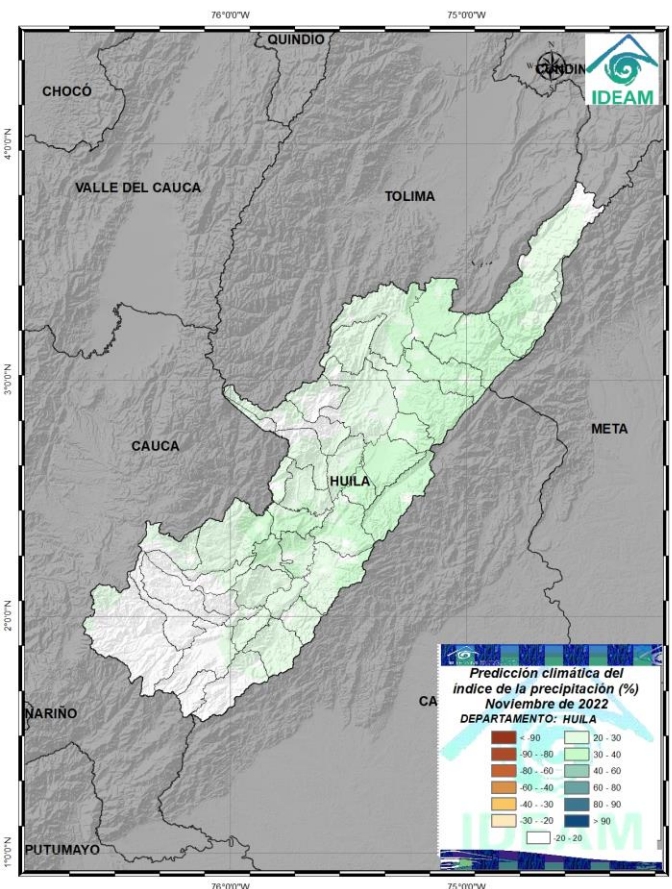 76°0'0"W 75°0'0"W
QUINDIO
IDEAM
CHOCÓ
4°0'0"N
VALLE DEL CAUCA
TOLIMA
3°0'0"N
META
CAUCA
HUILA
2°0'0"N
NARIÑO
CA
Predicción climática del
índice de la precipitación (%)
Noviembre de 2022
DEPARTAMENTO: HUILA
< -90 20 - 30
-90 - -80 30 - 40
-80 - -60 40 - 60
-60 - -40 60 - 80
-40 - -30 80 - 90
-30 - -20 > 90
-20 - 20
IDEAM
PUTUMAYO
1°0'0"N
76°0'0"W 75°0'0"W